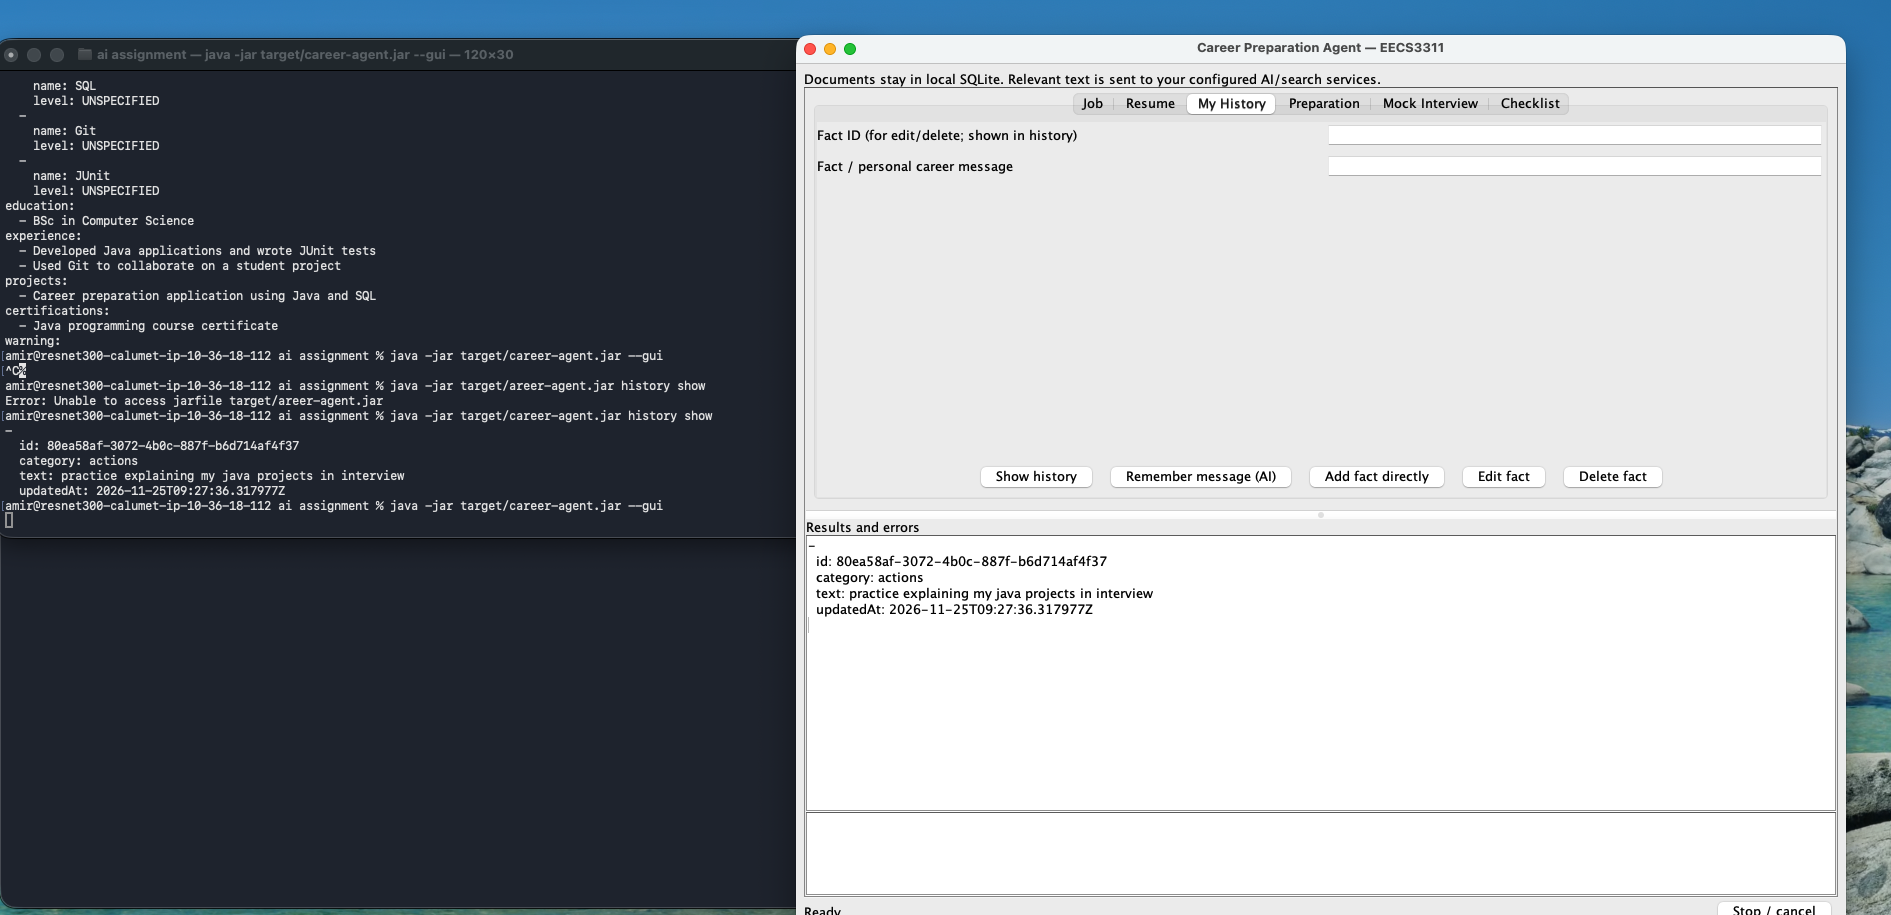 ai assignment — java -jar target/career-agent.jar --gui — 120×30
name: SQL
level: UNSPECIFIED
–
name: Git
level: UNSPECIFIED
–
name: JUnit
level: UNSPECIFIED
education:
– BSc in Computer Science
experience:
– Developed Java applications and wrote JUnit tests
– Used Git to collaborate on a student project
projects:
– Career preparation application using Java and SQL
certifications:
– Java programming course certificate
warning:
[amir@resnet300-calumet-ip-10-36-18-112 ai assignment % java -jar target/career-agent.jar --gui
[^C%
amir@resnet300-calumet-ip-10-36-18-112 ai assignment % java -jar target/areer-agent.jar history show
Error: Unable to access jarfile target/areer-agent.jar
[amir@resnet300-calumet-ip-10-36-18-112 ai assignment % java -jar target/career-agent.jar history show
–
id: 80ea58af-3072-4b0c-887f-b6d714af4f37
category: actions
text: practice explaining my java projects in interview
updatedAt: 2026-11-25T09:27:36.317977Z
[amir@resnet300-calumet-ip-10-36-18-112 ai assignment % java -jar target/career-agent.jar --gui
Career Preparation Agent — EECS3311
Documents stay in local SQLite. Relevant text is sent to your configured AI/search services.
Job Resume My History Preparation Mock Interview Checklist
Fact ID (for edit/delete; shown in history)
Fact / personal career message
Show history Remember message (AI) Add fact directly Edit fact Delete fact
Results and errors
–
id: 80ea58af-3072-4b0c-887f-b6d714af4f37
category: actions
text: practice explaining my java projects in interview
updatedAt: 2026-11-25T09:27:36.317977Z
Ready
Stop / cancel